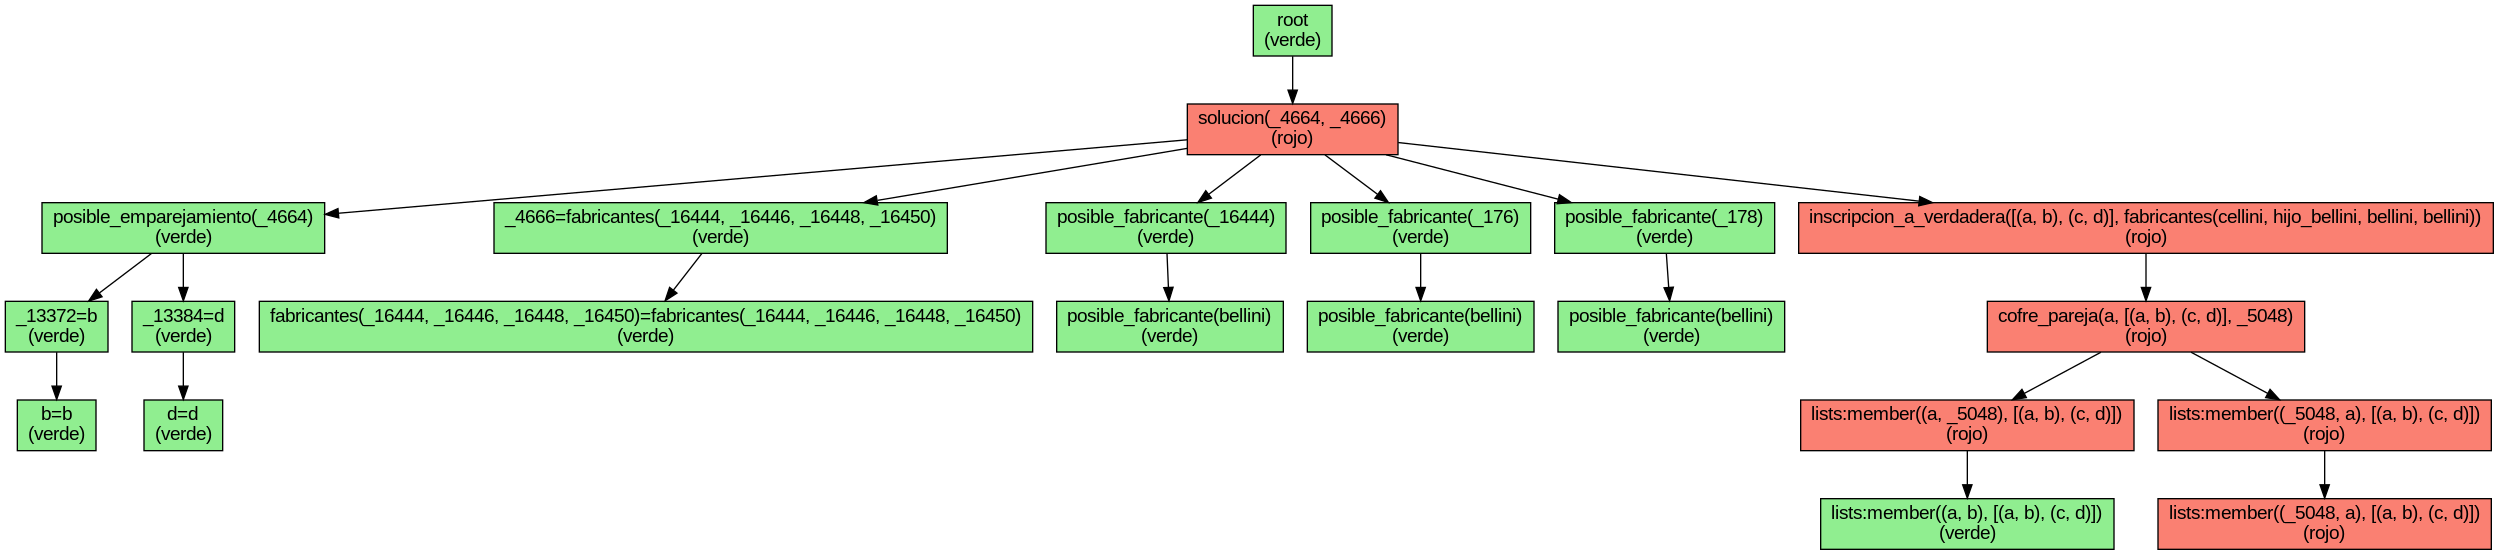 root
(verde)
solucion(_4664, _4666)
(rojo)
posible_emparejamiento(_4664)
(verde)
_4666=fabricantes(_16444, _16446, _16448, _16450)
(verde)
posible_fabricante(_16444)
(verde)
posible_fabricante(_176)
(verde)
posible_fabricante(_178)
(verde)
inscripcion_a_verdadera([(a, b), (c, d)], fabricantes(cellini, hijo_bellini, bellini, bellini))
(rojo)
_13372=b
(verde)
_13384=d
(verde)
fabricantes(_16444, _16446, _16448, _16450)=fabricantes(_16444, _16446, _16448, _16450)
(verde)
posible_fabricante(bellini)
(verde)
posible_fabricante(bellini)
(verde)
posible_fabricante(bellini)
(verde)
cofre_pareja(a, [(a, b), (c, d)], _5048)
(rojo)
b=b
(verde)
d=d
(verde)
lists:member((a, _5048), [(a, b), (c, d)])
(rojo)
lists:member((_5048, a), [(a, b), (c, d)])
(rojo)
lists:member((a, b), [(a, b), (c, d)])
(verde)
lists:member((_5048, a), [(a, b), (c, d)])
(rojo)